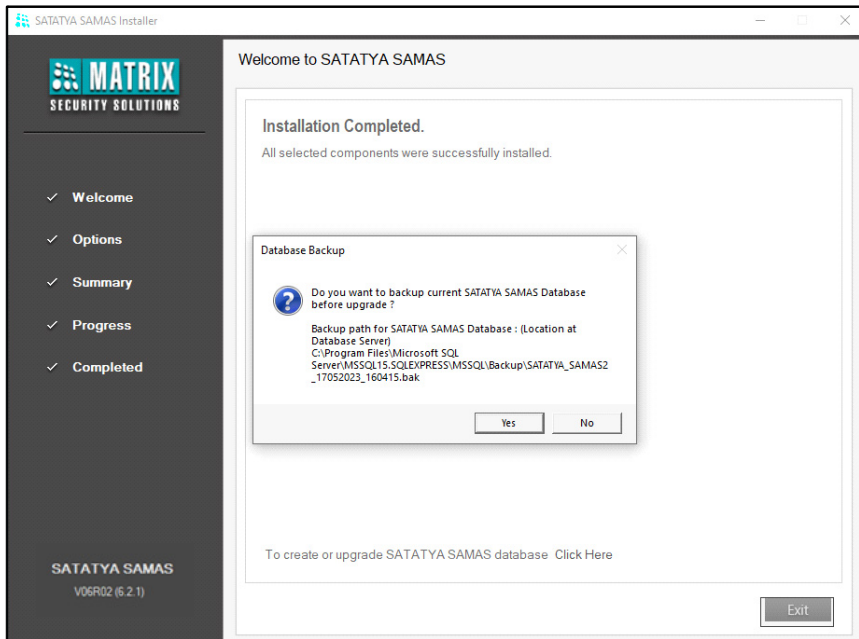 SATATYA SAMAS Installer
MATRIX
SECURITY SOLUTIONS
Welcome
Options
Summary
Progress
Completed
SATATYA SAMAS
V06R02 (6.2.1)
Welcome to SATATYA SAMAS
Installation Completed.
All selected components were successfully installed.
Database Backup
Do you want to backup current SATATYA SAMAS Database
before upgrade ?
Backup path for SATATYA SAMAS Database : (Location at
Database Server)
C:\Program Files\Microsoft SQL
Server\MSSQL15.SQLEXPRESS\MSSQL\Backup\SATATYA_SAMAS2
_17052023_160415.bak
Yes
No
To create or upgrade SATATYA SAMAS database Click Here
Exit